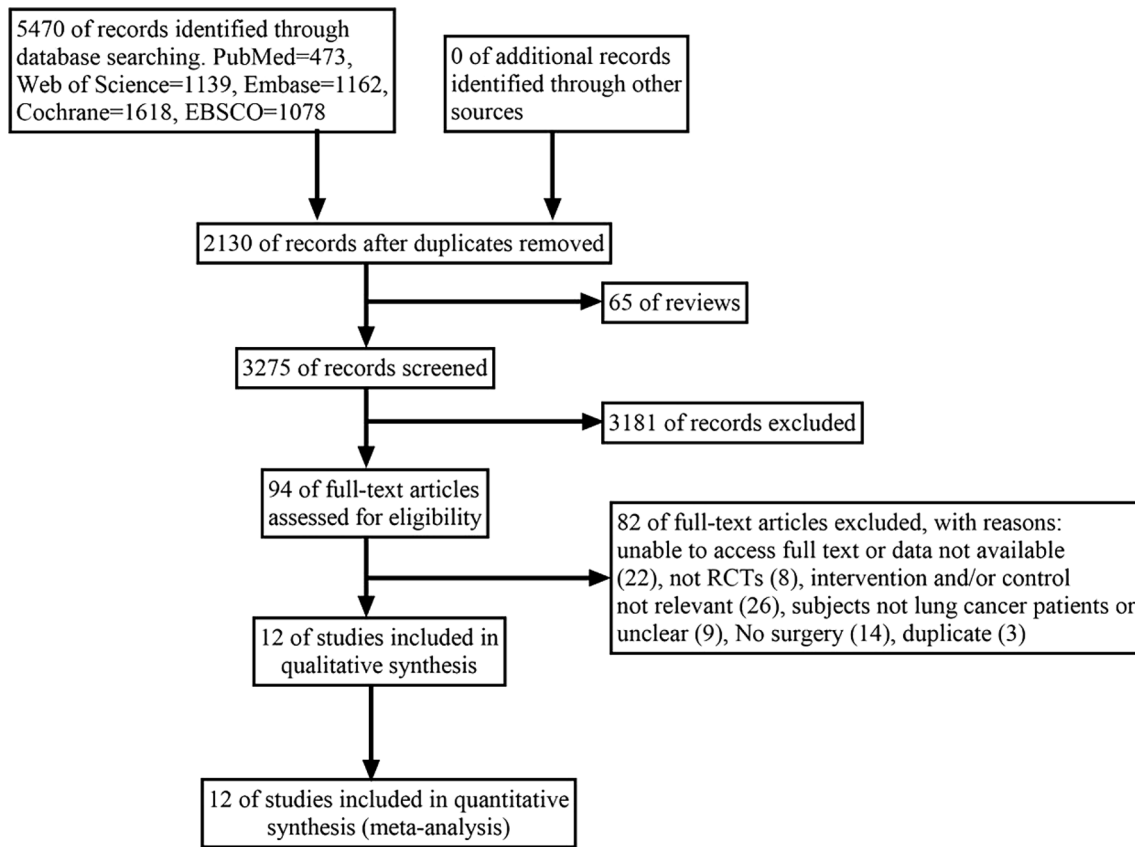 5470 of records identified through
database searching. PubMed=473,
Web of Science=1139, Embase=1162,
Cochrane=1618, EBSCO=1078
0 of additional records
identified through other
sources
2130 of records after duplicates removed
65 of reviews
3275 of records screened
3181 of records excluded
94 of full-text articles
assessed for eligibility
82 of full-text articles excluded, with reasons:
unable to access full text or data not available
(22), not RCTs (8), intervention and/or control
not relevant (26), subjects not lung cancer patients or
unclear (9), No surgery (14), duplicate (3)
12 of studies included in
qualitative synthesis
12 of studies included in quantitative
synthesis (meta-analysis)